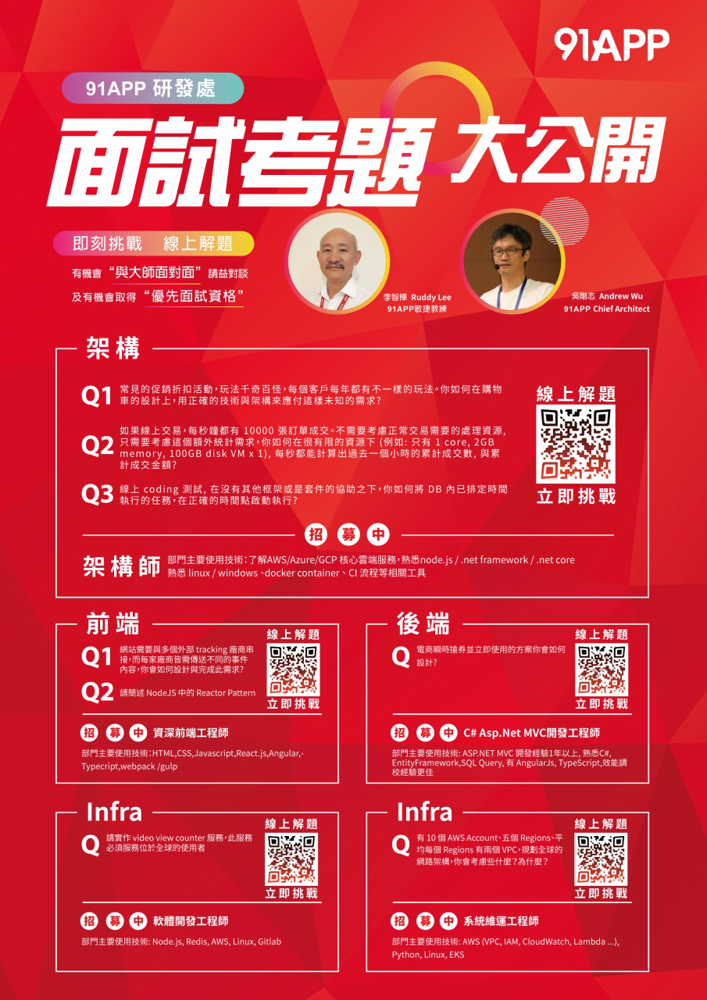 91APP
91APP 研發處
面試考題 大公開
即刻挑戰 線上解題
有機會 “與大師面對面” 請益對談
及有機會取得 “優先面試資格”
李智樺 Ruddy Lee
91APP敏捷教練
吳剛志 Andrew Wu
91APP Chief Architect
架構
Q1
常見的促銷折扣活動,玩法千奇百怪,每個客戶每年都有不一樣的玩法。你如何在購物
車的設計上,用正確的技術與架構來應付這樣未知的需求?
Q2
如果線上交易,每秒鐘都有 10000 張訂單成交。不需要考慮正常交易需要的處理資源,
只需要考慮這個額外統計需求,你如何在很有限的資源下 (例如: 只有 1 core, 2GB
memory, 100GB disk VM x 1), 每秒都能計算出過去一個小時的累計成交數, 與累
計成交金額?
Q3
線上 coding 測試, 在沒有其他框架或是套件的協助之下,你如何將 DB 內已排定時間
執行的任務,在正確的時間點啟動執行?
線上解題
立即挑戰
招 募 中
架構師
部門主要使用技術:了解AWS/Azure/GCP 核心雲端服務,熟悉node.js / .net framework / .net core
熟悉 linux / windows、docker container、CI 流程等相關工具
前端
Q1
網站需要與多個外部 tracking 廠商串
接,而每家廠商皆需傳送不同的事件
內容,你會如何設計與完成此需求?
Q2
請簡述 NodeJS 中的 Reactor Pattern
線上解題
立即挑戰
招 募 中 資深前端工程師
部門主要使用技術:HTML,CSS,Javascript,React.js,Angular,-
Typecript,webpack /gulp
後端
Q
電商瞬時搶券並立即使用的方案你會如何
設計?
線上解題
立即挑戰
招 募 中 C# Asp.Net MVC開發工程師
部門主要使用技術: ASP.NET MVC 開發經驗1年以上, 熟悉C#,
EntityFramework,SQL Query, 有 AngularJs, TypeScript,效能調
校經驗更佳
Infra
Q
請實作 video view counter 服務,此服務
必須服務位於全球的使用者
線上解題
立即挑戰
招 募 中 軟體開發工程師
部門主要使用技術: Node.js, Redis, AWS, Linux, Gitlab
Infra
Q
有 10 個 AWS Account、五個 Regions、平
均每個 Regions 有兩個 VPC,規劃全球的
網路架構,你會考慮些什麼?為什麼?
線上解題
立即挑戰
招 募 中 系統維運工程師
部門主要使用技術: AWS (VPC, IAM, CloudWatch, Lambda ...),
Python, Linux, EKS